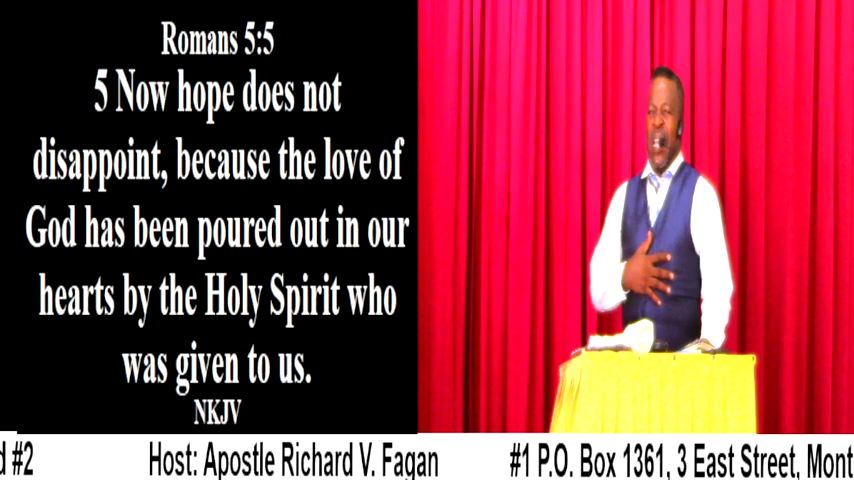 Romans 5:5
5 Now hope does not
disappoint, because the love of
God has been poured out in our
hearts by the Holy Spirit who
was given to us.
NKJV
#2 Host: Apostle Richard V. Fagan #1 P.O. Box 1361, 3 East Street,